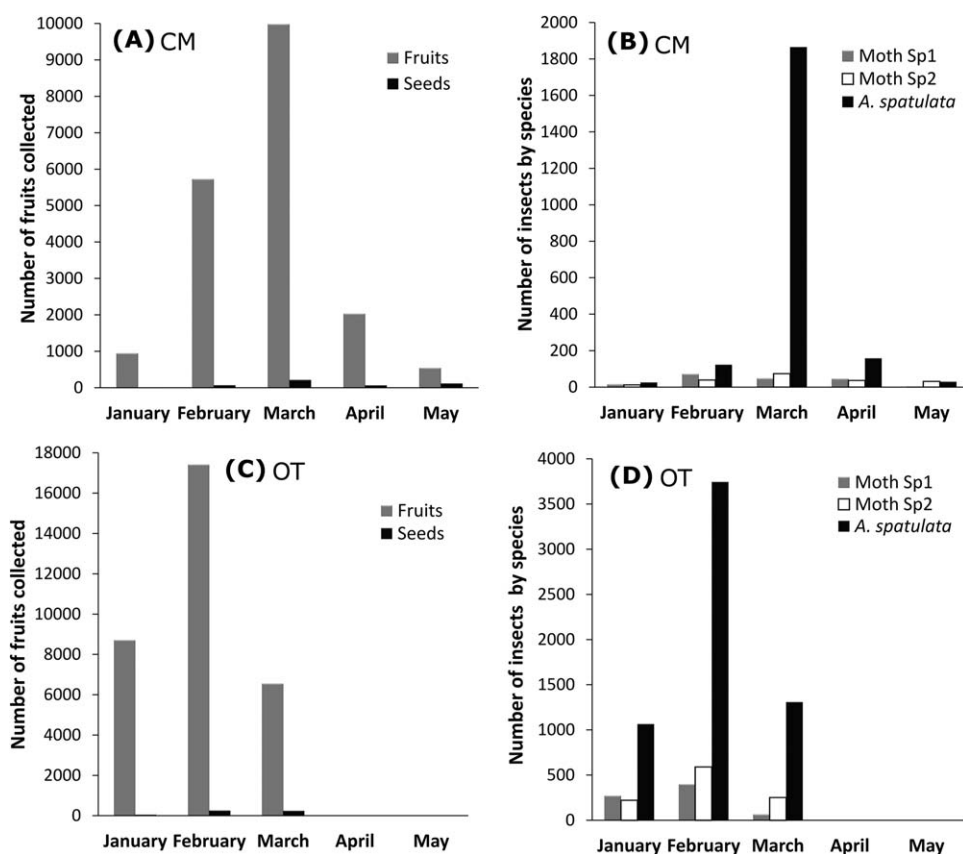 (A) CM
Number of fruits collected
10000
9000
8000
7000
6000
5000
4000
3000
2000
1000
0
Fruits
Seeds
January February March April May
(B) CM
Number of insects by species
2000
1800
1600
1400
1200
1000
800
600
400
200
0
Moth Sp1
Moth Sp2
A. spatulata
January February March April May
(C) OT
Number of fruits collected
18000
16000
14000
12000
10000
8000
6000
4000
2000
0
Fruits
Seeds
January February March April May
(D) OT
Number of insects by species
4000
3500
3000
2500
2000
1500
1000
500
0
Moth Sp1
Moth Sp2
A. spatulata
January February March April May